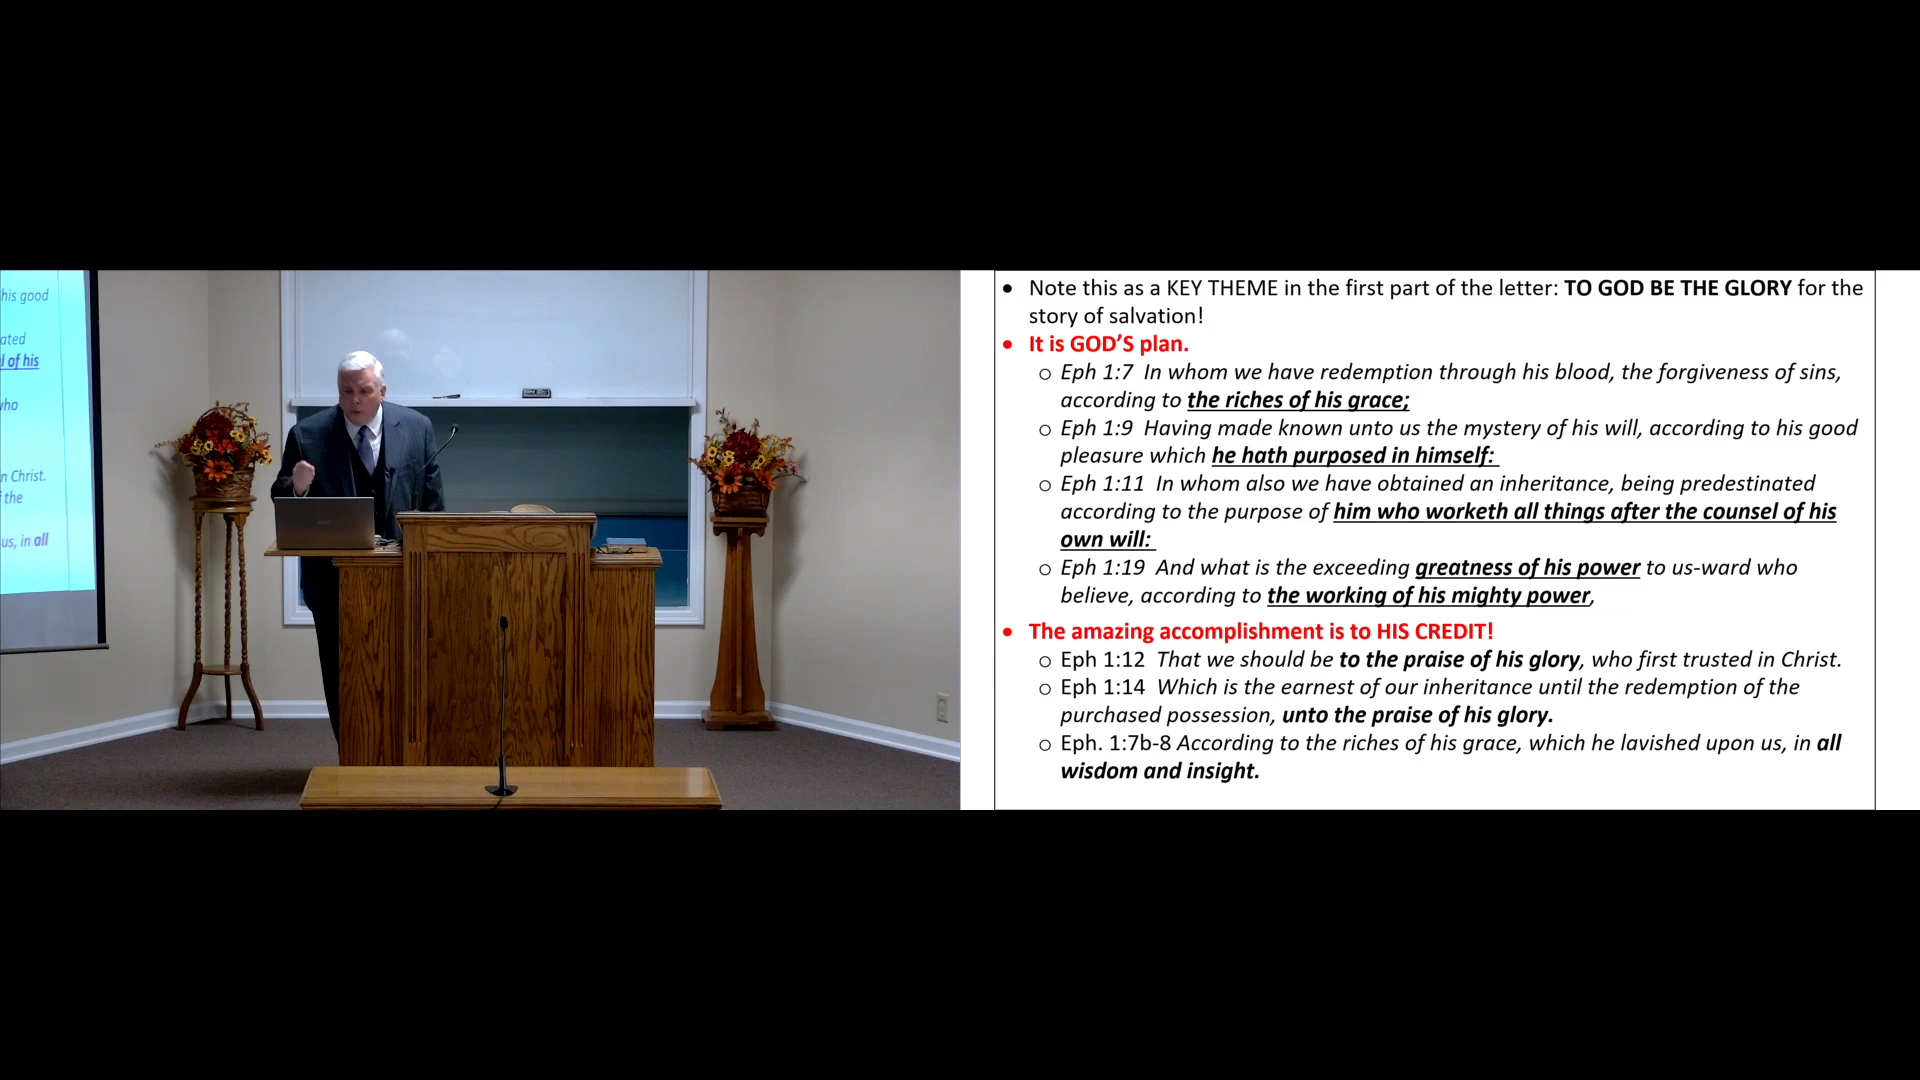 his good
ated
l of his
who
n Christ.
the
us, in all
• Note this as a KEY THEME in the first part of the letter: TO GOD BE THE GLORY for the
story of salvation!
• It is GOD’S plan.
o Eph 1:7 In whom we have redemption through his blood, the forgiveness of sins,
according to the riches of his grace;
o Eph 1:9 Having made known unto us the mystery of his will, according to his good
pleasure which he hath purposed in himself:
o Eph 1:11 In whom also we have obtained an inheritance, being predestinated
according to the purpose of him who worketh all things after the counsel of his
own will:
o Eph 1:19 And what is the exceeding greatness of his power to us-ward who
believe, according to the working of his mighty power,
• The amazing accomplishment is to HIS CREDIT!
o Eph 1:12 That we should be to the praise of his glory, who first trusted in Christ.
o Eph 1:14 Which is the earnest of our inheritance until the redemption of the
purchased possession, unto the praise of his glory.
o Eph. 1:7b-8 According to the riches of his grace, which he lavished upon us, in all
wisdom and insight.